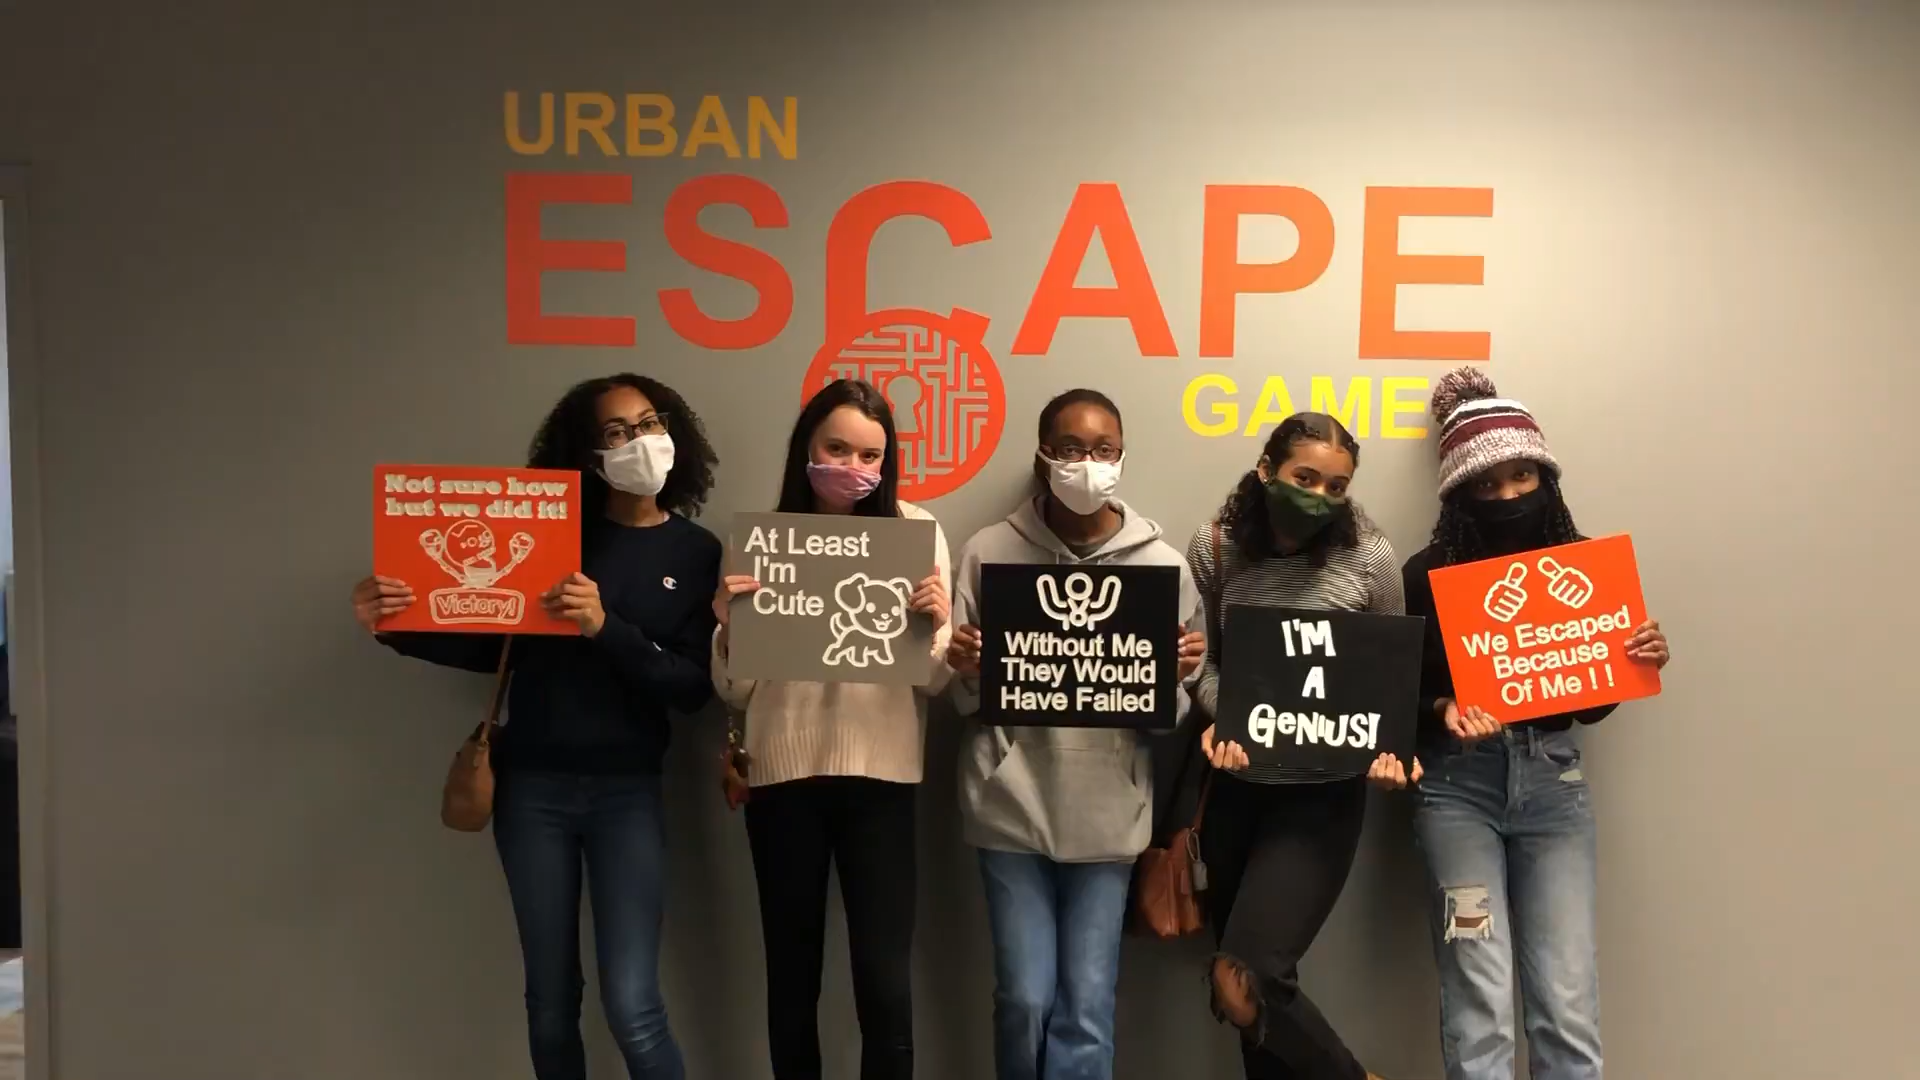 URBAN
ESCAPE
GAME
Not sure how
but we did it!
Victory!
At Least
I'm
Cute
Without Me
They Would
Have Failed
I'M
A
GeNiUS!
We Escaped
Because
Of Me ! !